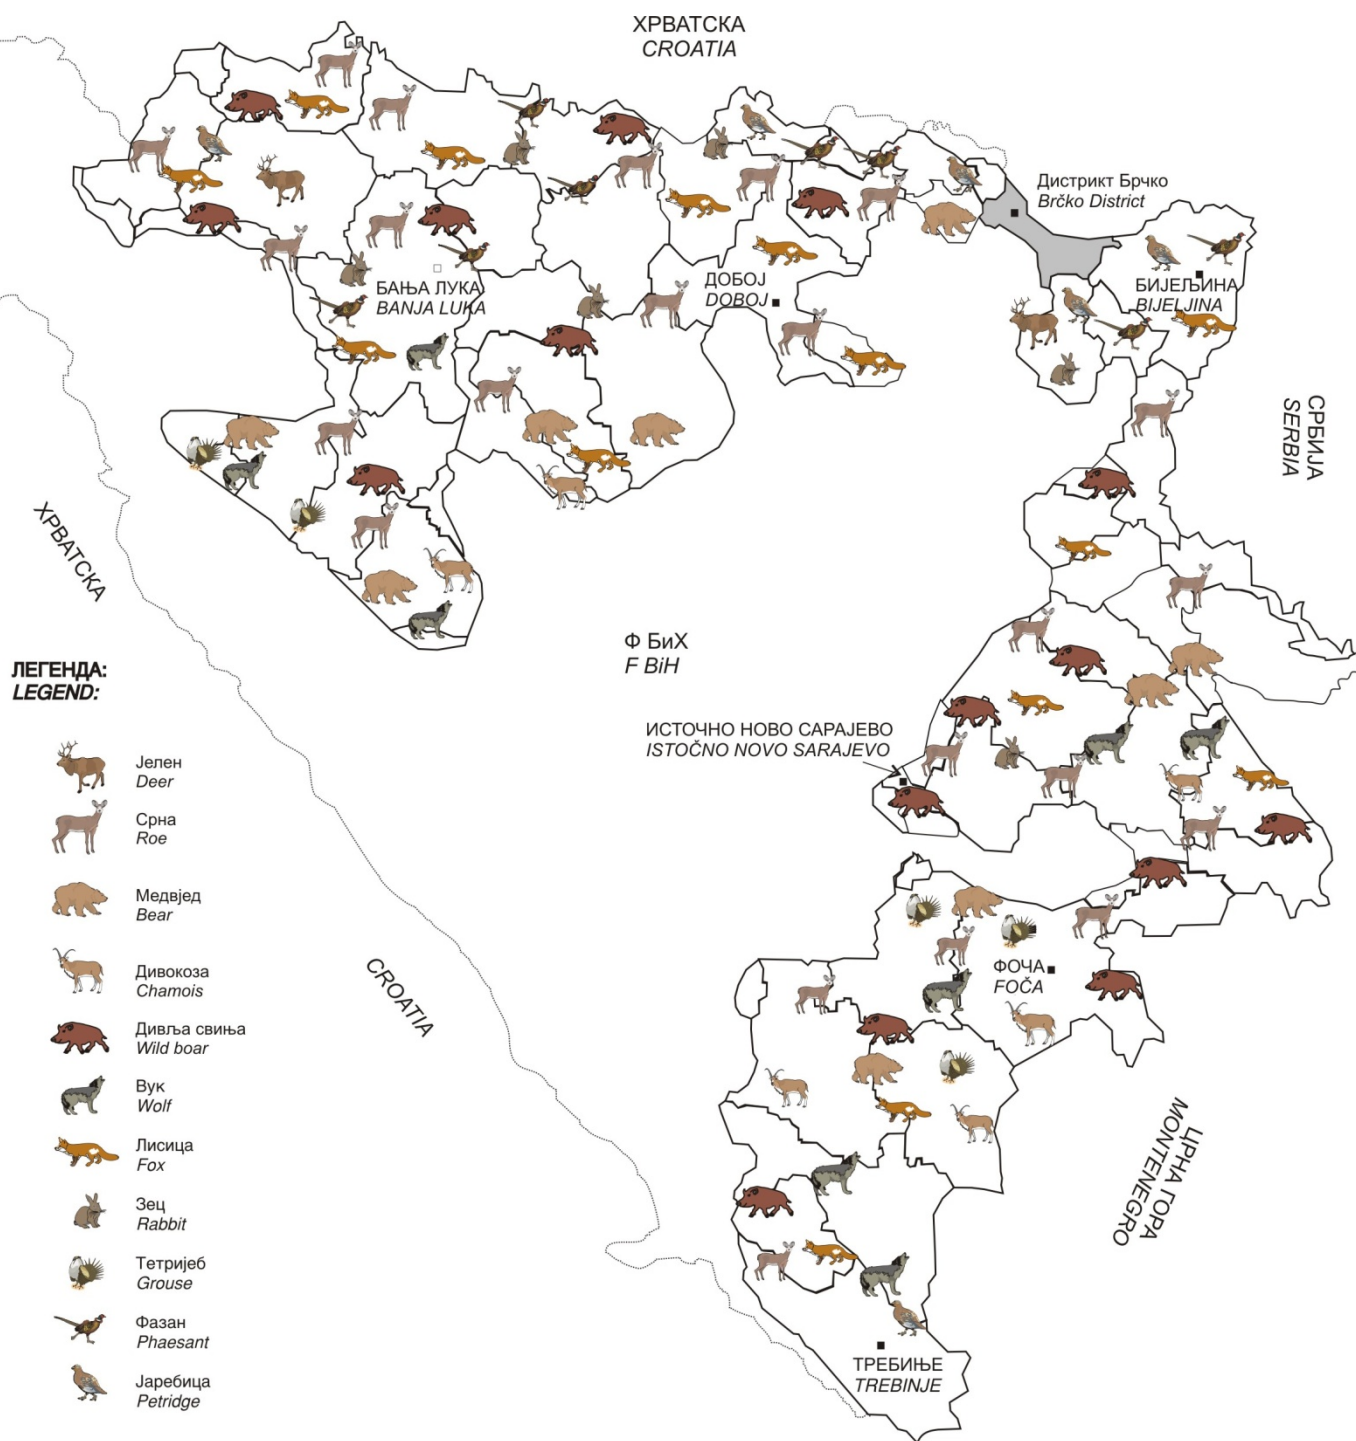 ХРВАТСКА
CROATIA
Дистрикт Брчко
Brčko District
БИЈЕЉИНА
BIJELJINA
БАЊА ЛУКА
BANJA LUKA
ДОБОЈ
DOBOJ
СРБИЈА
SERBIA
ХРВАТСКА
CROATIA
Ф БиХ
F BiH
ИСТОЧНО НОВО САРАЈЕВО
ISTOČNO NOVO SARAJEVO
ФОЧА
FOČA
ЦРНА ГОРА
MONTENEGRO
ТРЕБИЊЕ
TREBINJE
ЛЕГЕНДА:
LEGEND:
Јелен
Deer
Срна
Roe
Медвјед
Bear
Дивокоза
Chamois
Дивља свиња
Wild boar
Вук
Wolf
Лисица
Fox
Зец
Rabbit
Тетријеб
Grouse
Фазан
Phaesant
Јаребица
Petridge